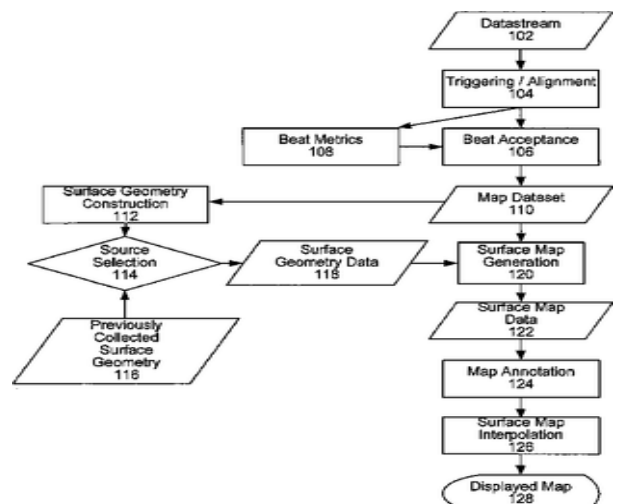 Datastream
102
Triggering / Alignment
104
Beat Metrics
108
Beat Acceptance
106
Surface Geometry
Construction
112
Map Dataset
110
Source
Selection
114
Surface
Geometry Data
118
Surface Map
Generation
120
Previously
Collected
Surface
Geometry
116
Surface Map
Data
122
Map Annotation
124
Surface Map
Interpolation
126
Displayed Map
128